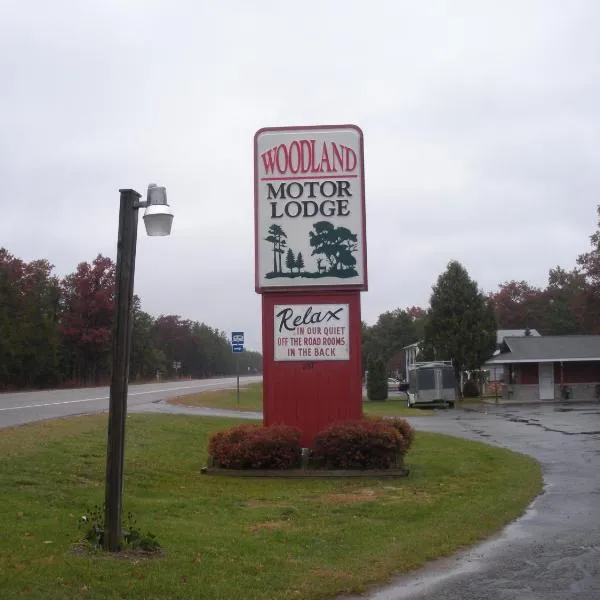 WOODLAND
MOTOR
LODGE
Relax
IN OUR QUIET
OFF THE ROAD ROOMS
IN THE BACK